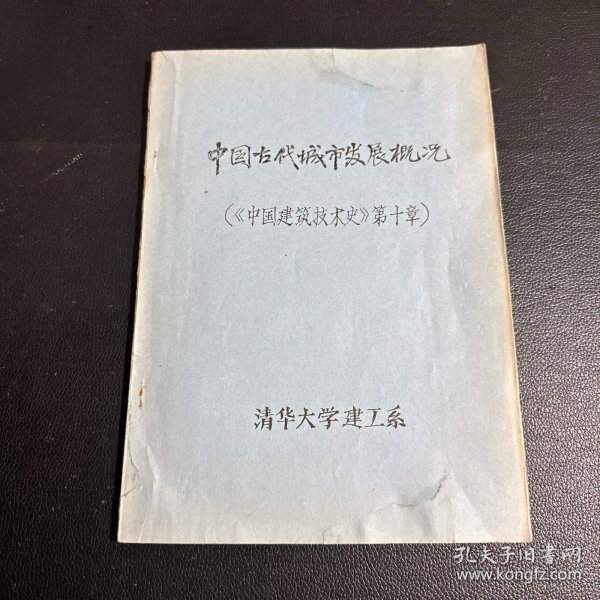 中国古代城市发展概况
(《中国建筑技术史》第十章)
清华大学建工系
孔夫子旧书网
www.kongfz.com